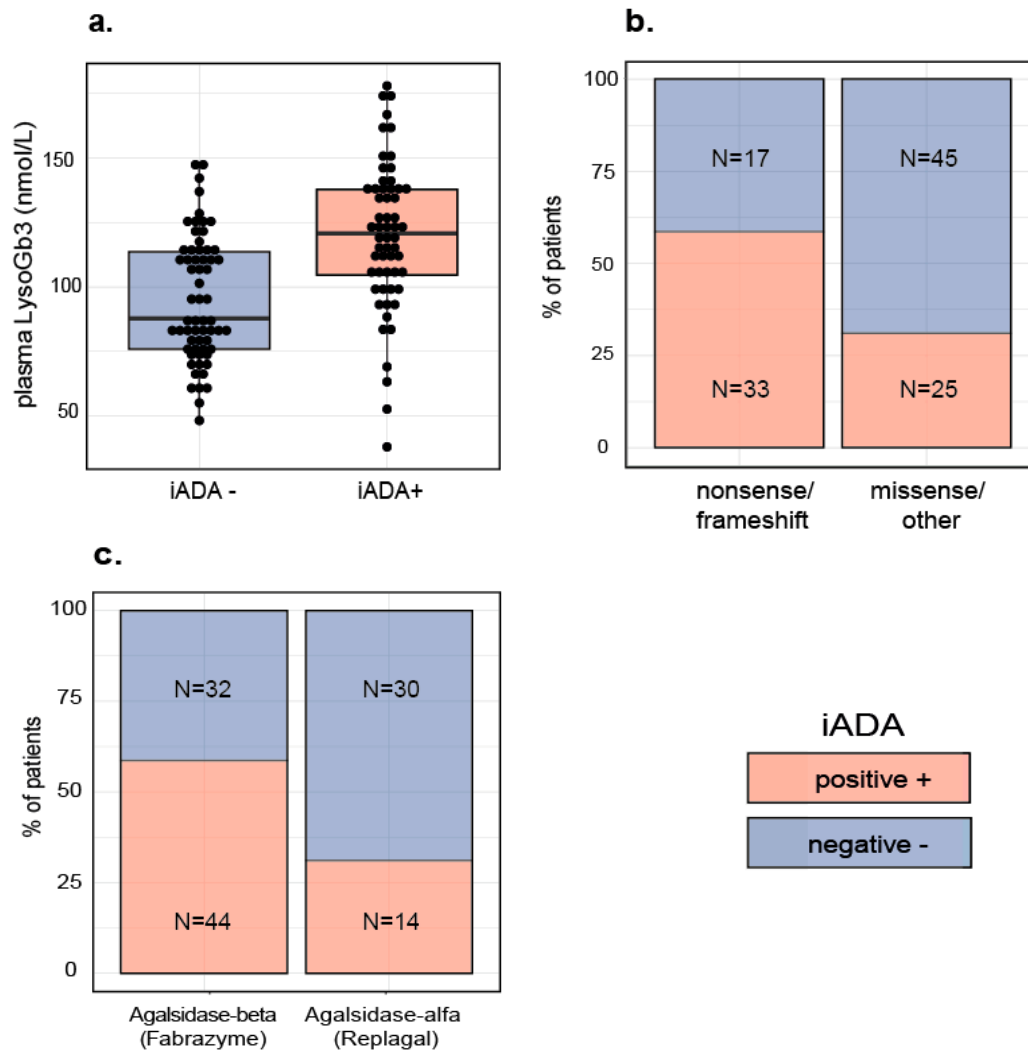 a.
plasma LysoGb3 (nmol/L)
150
100
50
iADA -
iADA+
b.
% of patients
100
75
50
25
0
N=17
N=45
N=33
N=25
nonsense/
frameshift
missense/
other
c.
% of patients
100
75
50
25
0
N=32
N=30
N=44
N=14
Agalsidase-beta
(Fabrazyme)
Agalsidase-alfa
(Replagal)
iADA
positive +
negative -